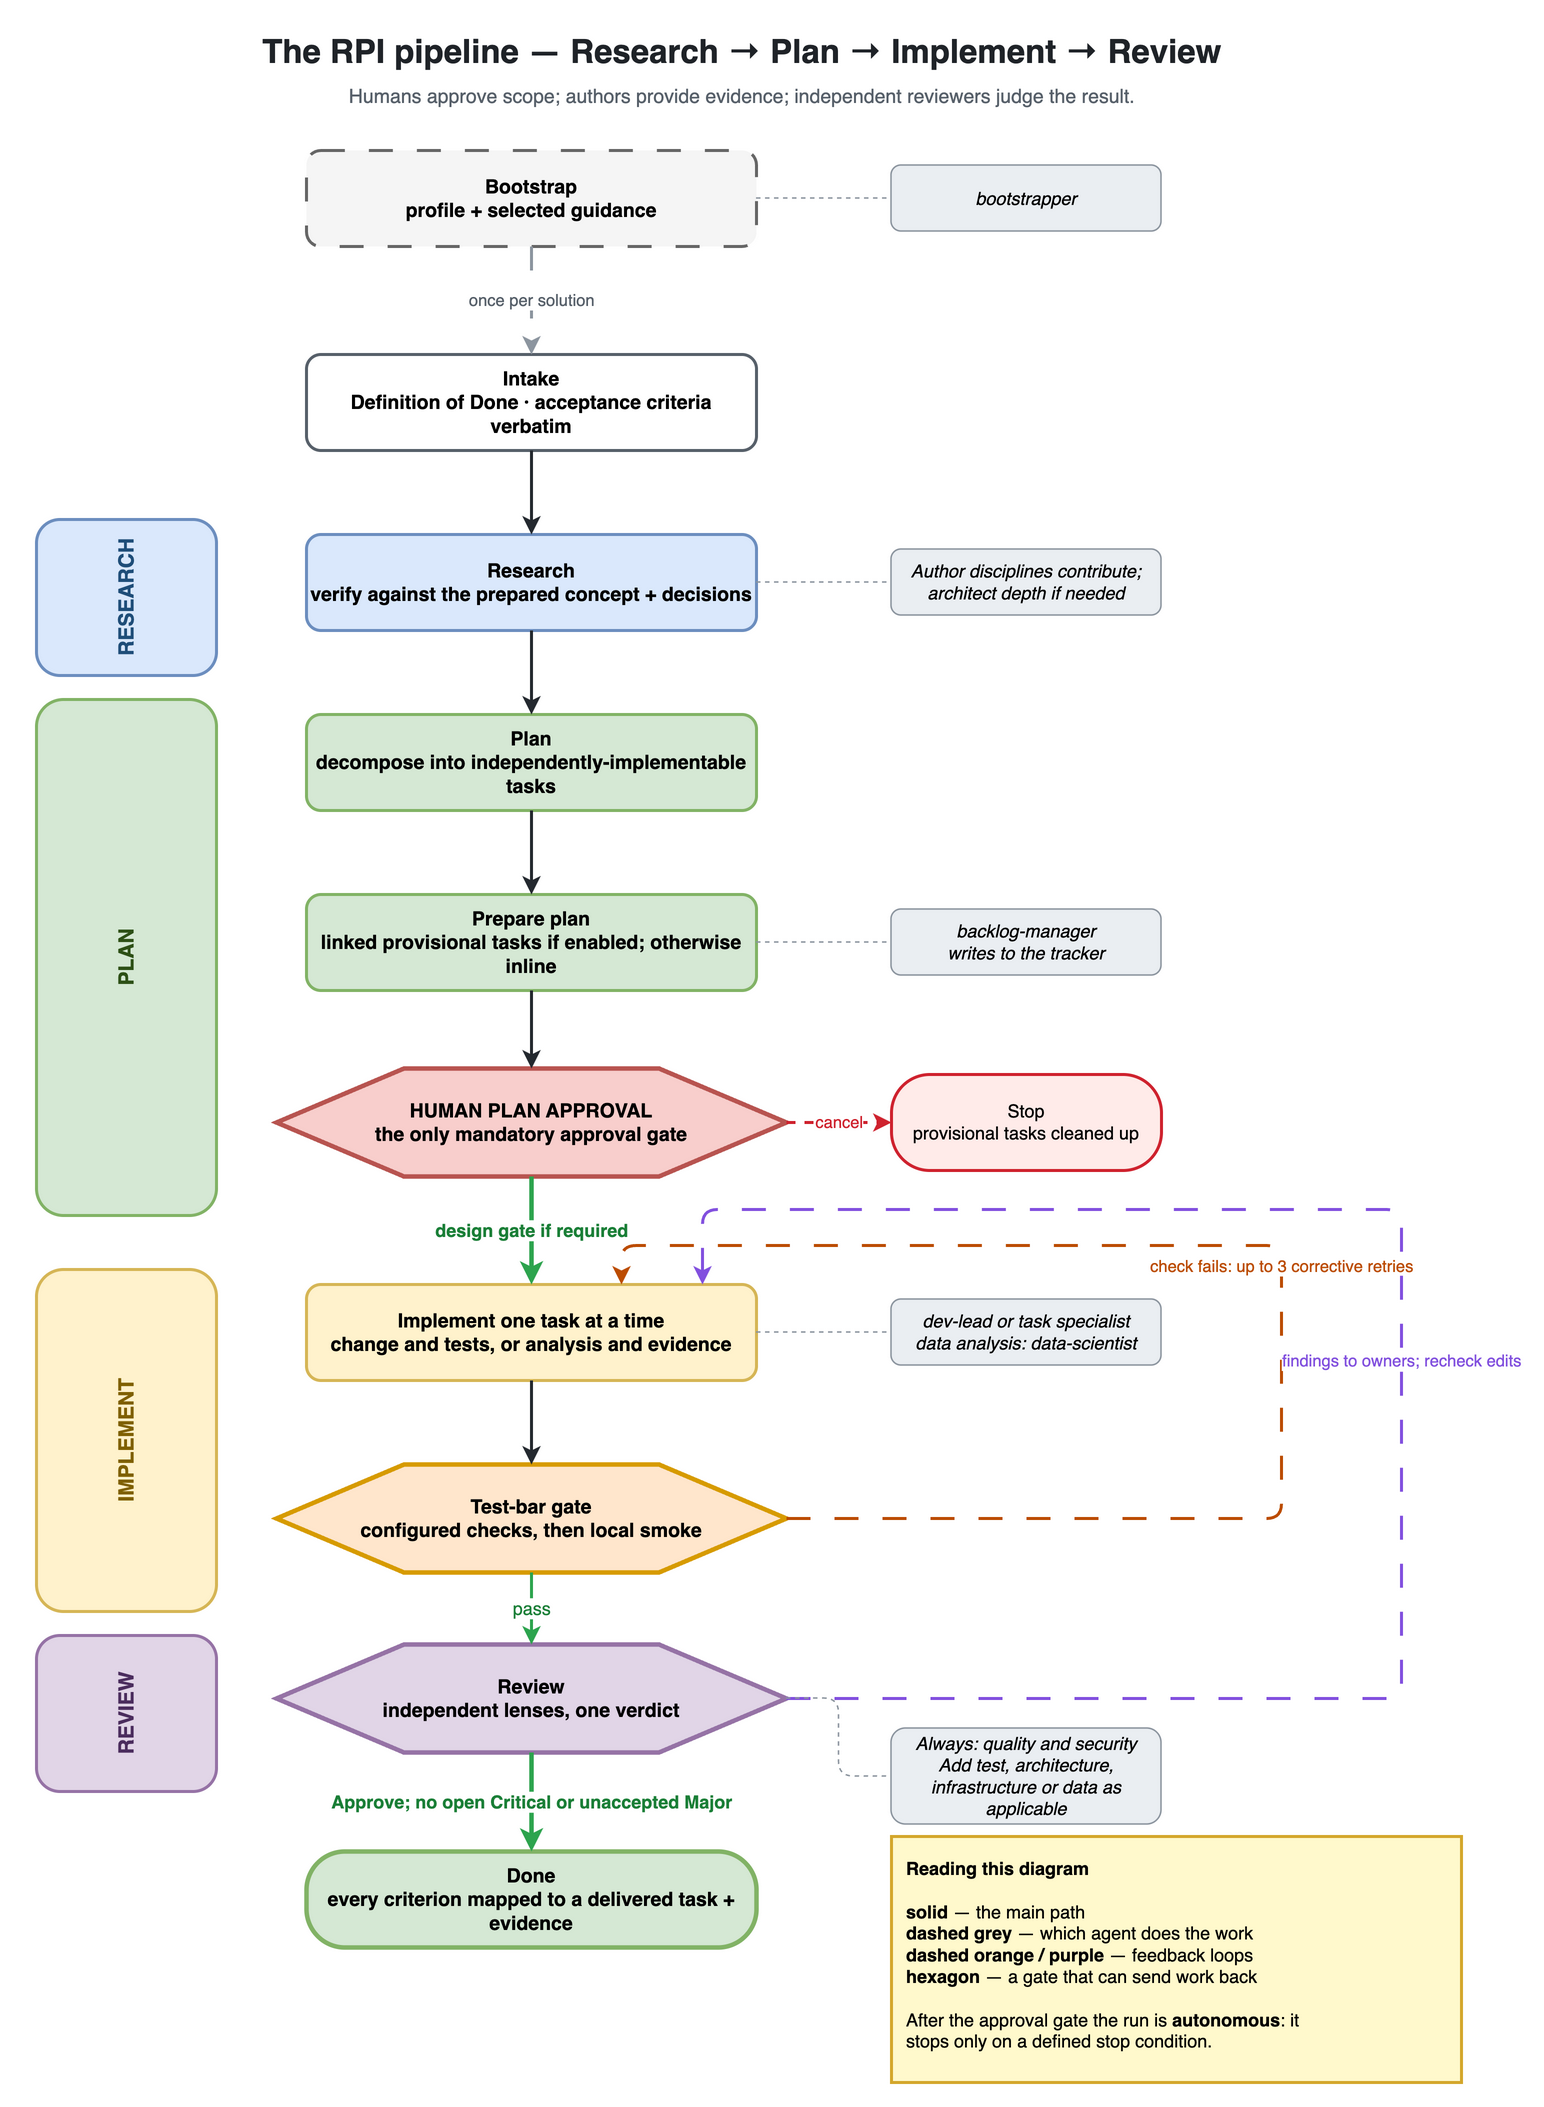 The RPI pipeline — Research → Plan → Implement → Review
Humans approve scope; authors provide evidence; independent reviewers judge the result.
Bootstrap
profile + selected guidance
bootstrapper
once per solution
Intake
Definition of Done · acceptance criteria
verbatim
RESEARCH
Research
verify against the prepared concept + decisions
Author disciplines contribute;
architect depth if needed
PLAN
Plan
decompose into independently-implementable
tasks
Prepare plan
linked provisional tasks if enabled; otherwise
inline
backlog-manager
writes to the tracker
HUMAN PLAN APPROVAL
the only mandatory approval gate
cancel
Stop
provisional tasks cleaned up
design gate if required
check fails: up to 3 corrective retries
IMPLEMENT
Implement one task at a time
change and tests, or analysis and evidence
dev-lead or task specialist
data analysis: data-scientist
findings to owners; recheck edits
Test-bar gate
configured checks, then local smoke
pass
REVIEW
Review
independent lenses, one verdict
Always: quality and security
Add test, architecture,
infrastructure or data as
applicable
Approve; no open Critical or unaccepted Major
Done
every criterion mapped to a delivered task +
evidence
Reading this diagram
solid — the main path
dashed grey — which agent does the work
dashed orange / purple — feedback loops
hexagon — a gate that can send work back
After the approval gate the run is autonomous: it
stops only on a defined stop condition.